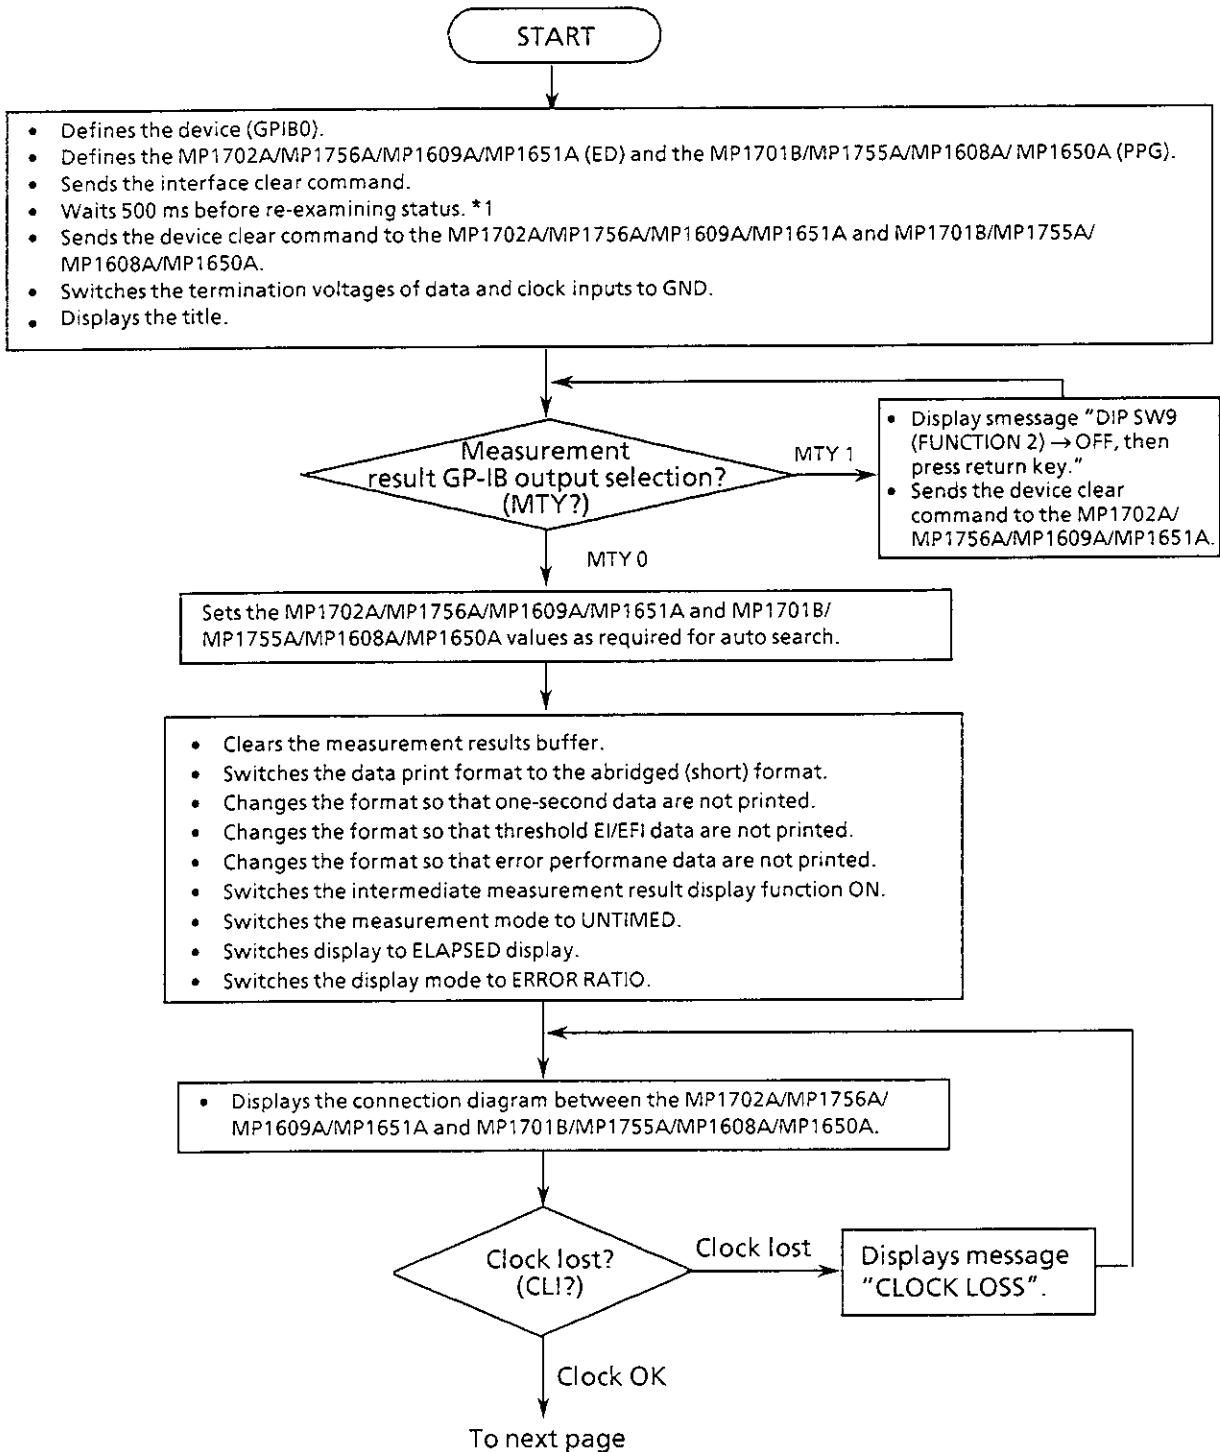 START
• Defines the device (GPIB0).
• Defines the MP1702A/MP1756A/MP1609A/MP1651A (ED) and the MP1701B/MP1755A/MP1608A/ MP1650A (PPG).
• Sends the interface clear command.
• Waits 500 ms before re-examining status. *1
• Sends the device clear command to the MP1702A/MP1756A/MP1609A/MP1651A and MP1701B/MP1755A/
MP1608A/MP1650A.
• Switches the termination voltages of data and clock inputs to GND.
• Displays the title.
Measurement
result GP-IB output selection?
(MTY?)
MTY 1
• Display smessage "DIP SW9
(FUNCTION 2) → OFF, then
press return key."
• Sends the device clear
command to the MP1702A/
MP1756A/MP1609A/MP1651A.
MTY 0
Sets the MP1702A/MP1756A/MP1609A/MP1651A and MP1701B/
MP1755A/MP1608A/MP1650A values as required for auto search.
• Clears the measurement results buffer.
• Switches the data print format to the abridged (short) format.
• Changes the format so that one-second data are not printed.
• Changes the format so that threshold EI/EFI data are not printed.
• Changes the format so that error performane data are not printed.
• Switches the intermediate measurement result display function ON.
• Switches the measurement mode to UNTIMED.
• Switches display to ELAPSED display.
• Switches the display mode to ERROR RATIO.
• Displays the connection diagram between the MP1702A/MP1756A/
MP1609A/MP1651A and MP1701B/MP1755A/MP1608A/MP1650A.
Clock lost?
(CLI?)
Clock lost
Displays message
"CLOCK LOSS".
Clock OK
To next page